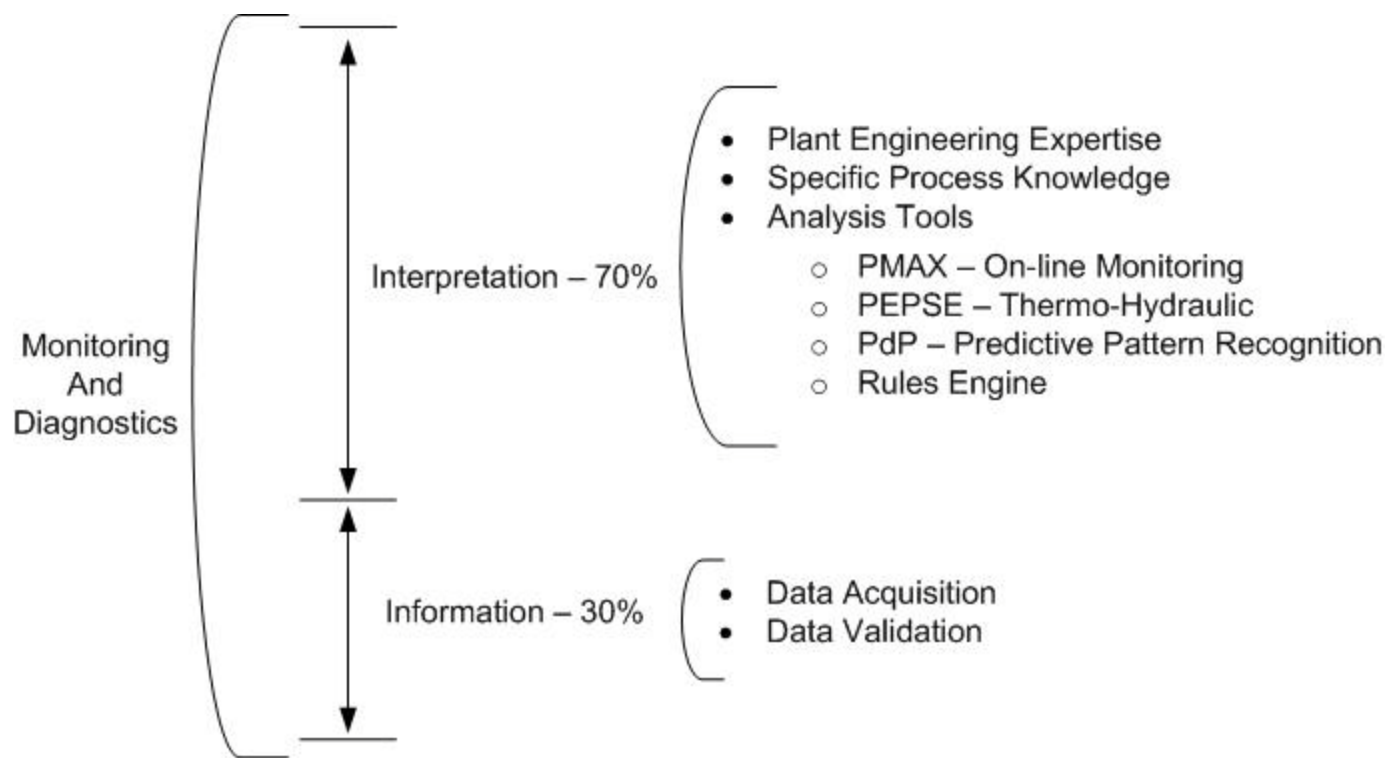 Monitoring
And
Diagnostics
Interpretation – 70%
• Plant Engineering Expertise
• Specific Process Knowledge
• Analysis Tools
○ PMAX – On-line Monitoring
○ PEPSE – Thermo-Hydraulic
○ PdP – Predictive Pattern Recognition
○ Rules Engine
Information – 30%
• Data Acquisition
• Data Validation